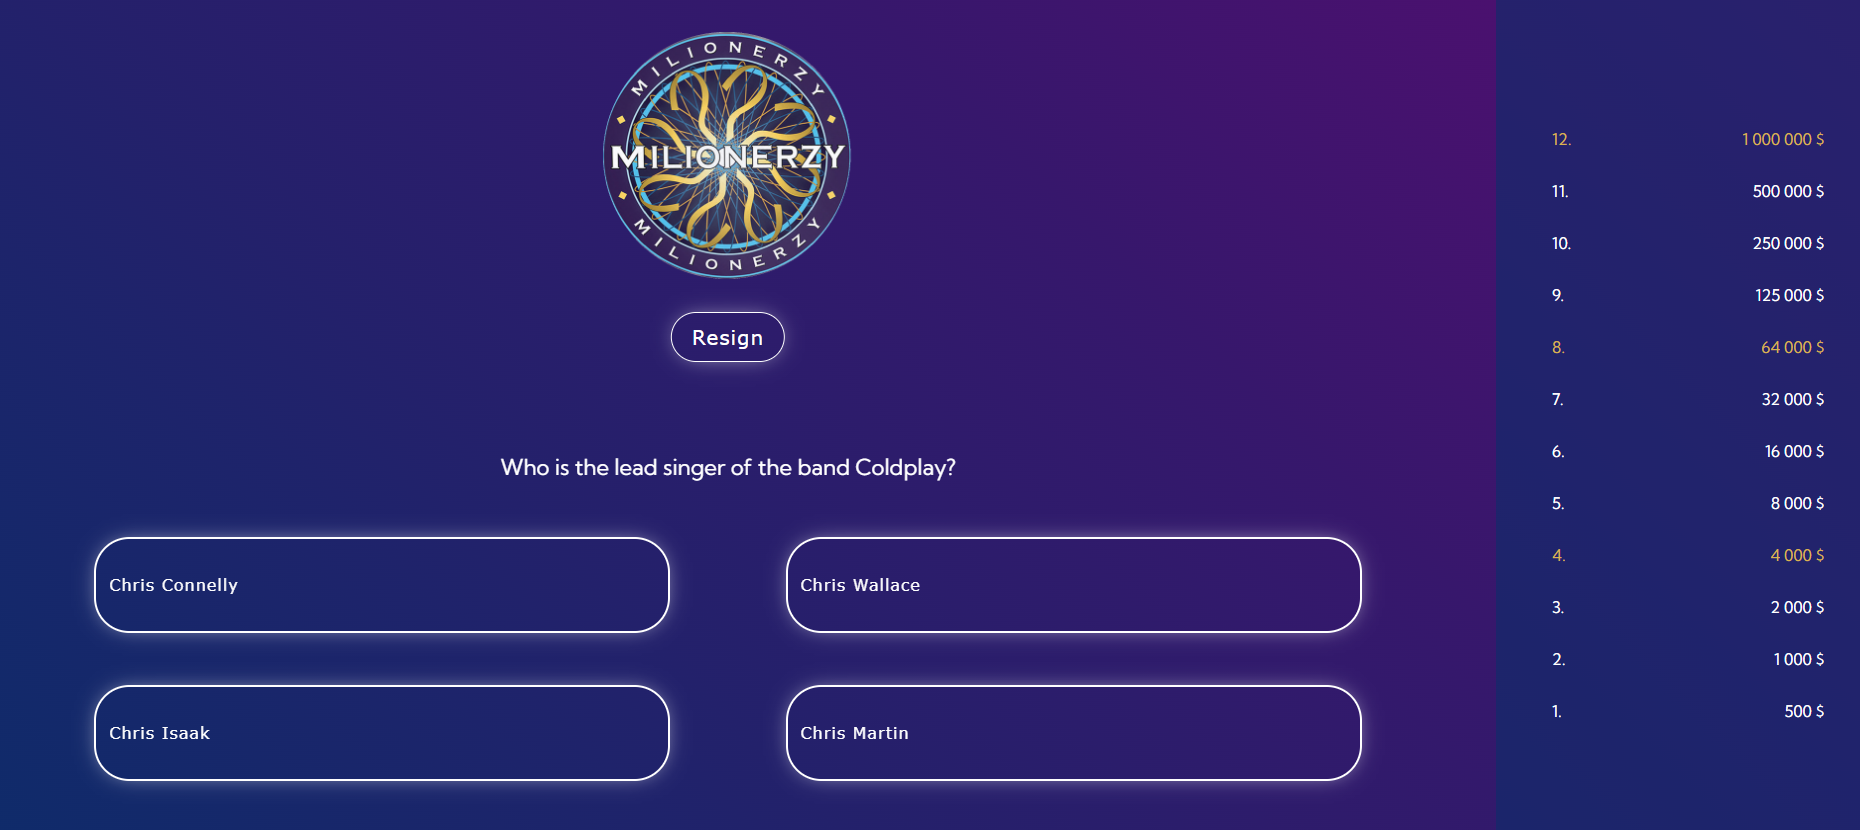 MILIONERZY
MILIONERZY
MILIONERZY
Resign
Who is the lead singer of the band Coldplay?
Chris Connelly
Chris Wallace
Chris Isaak
Chris Martin
12. 1 000 000 $
11. 500 000 $
10. 250 000 $
9. 125 000 $
8. 64 000 $
7. 32 000 $
6. 16 000 $
5. 8 000 $
4. 4 000 $
3. 2 000 $
2. 1 000 $
1. 500 $